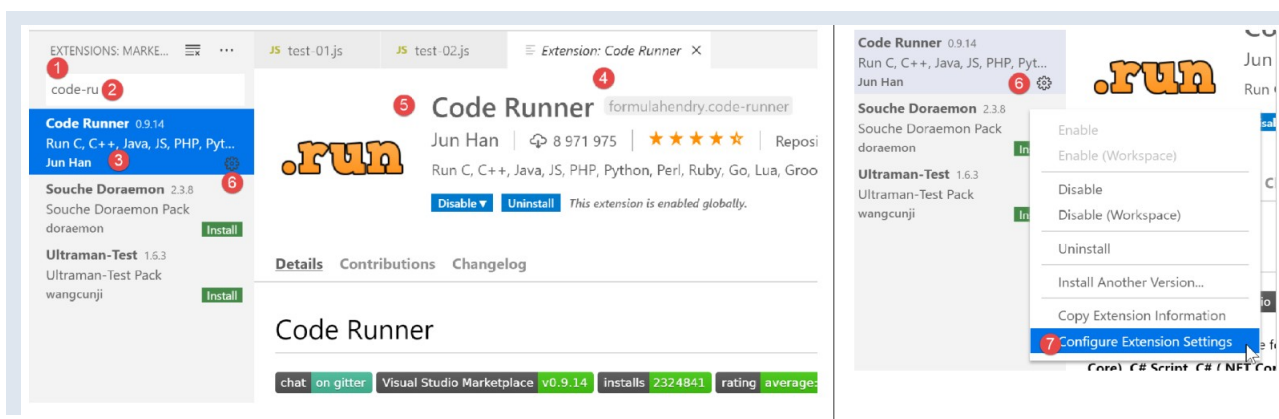 EXTENSIONS: MARKE... ...
1
code-ru 2
Code Runner 0.9.14
Run C, C++, Java, JS, PHP, Pyt...
Jun Han 3
6
Souche Doraemon 2.3.8
Souche Doraemon Pack
doraemon Install
Ultraman-Test 1.6.3
Ultraman-Test Pack
wangcunji Install
JS test-01.js JS test-02.js Extension: Code Runner ×
4
5 Code Runner formulahendry.code-runner
.run
Jun Han 8 971 975 ★★★★ Reposi
Run C, C++, Java, JS, PHP, Python, Perl, Ruby, Go, Lua, Groo
Disable ▼ Uninstall This extension is enabled globally.
Details Contributions Changelog
Code Runner
chat on gitter Visual Studio Marketplace v0.9.14 installs 2324841 rating average:
Code Runner 0.9.14
Run C, C++, Java, JS, PHP, Pyt...
Jun Han 6
Souche Doraemon 2.3.8
Souche Doraemon Pack
doraemon In
Ultraman-Test 1.6.3
Ultraman-Test Pack
wangcunji In
.run
Jun
Run
Enable
Enable (Workspace)
Disable
Disable (Workspace)
Uninstall
Install Another Version...
Copy Extension Information
7 Configure Extension Settings
Core), C# Script, C# (.NET Cor